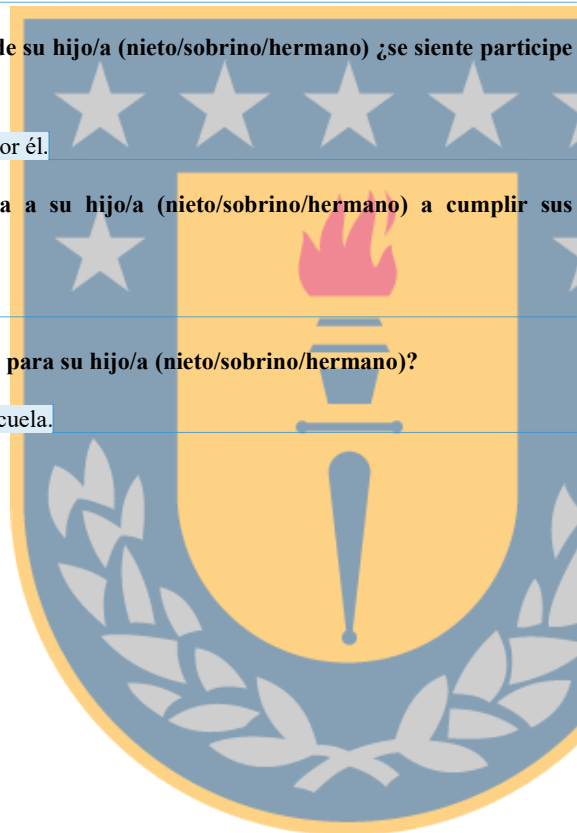 de su hijo/a (nieto/sobrino/hermano) ¿se siente participe
or él.
a a su hijo/a (nieto/sobrino/hermano) a cumplir sus
para su hijo/a (nieto/sobrino/hermano)?
cuela.